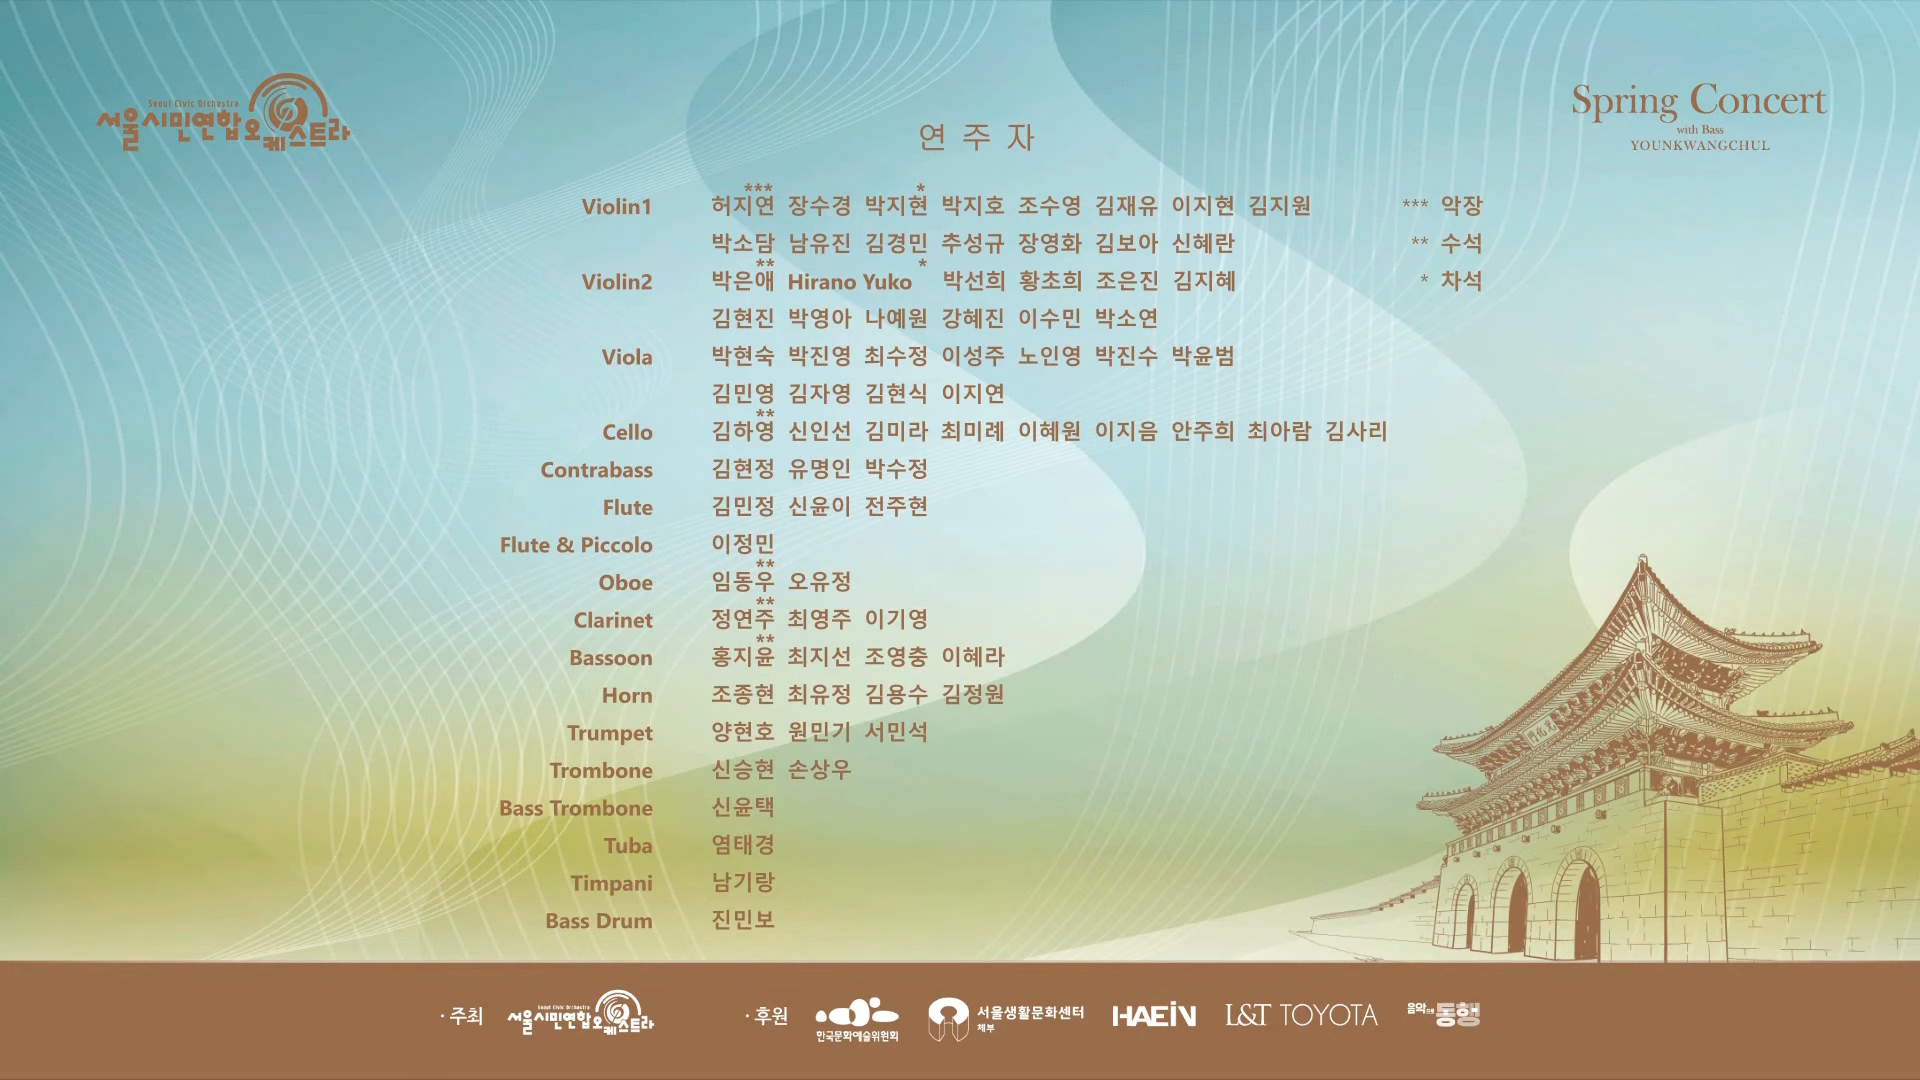 Seoul Civic Orchestra
서울시민연합오케스트라
Spring Concert
with Bass
YOUNKWANGCHUL
연주자
Violin1 허지연*** 장수경 박지현* 박지호 조수영 김재유 이지현 김지원 *** 악장
박소담 남유진 김경민 추성규 장영화 김보아 신혜란 ** 수석
Violin2 박은애** Hirano Yuko* 박선희 황초희 조은진 김지혜 * 차석
김현진 박영아 나예원 강혜진 이수민 박소연
Viola 박현숙 박진영 최수정 이성주 노인영 박진수 박윤범
김민영 김자영 김현식 이지연
Cello 김하영** 신인선 김미라 최미례 이혜원 이지음 안주희 최아람 김사리
Contrabass 김현정 유명인 박수정
Flute 김민정 신윤이 전주현
Flute & Piccolo 이정민
Oboe 임동우** 오유정
Clarinet 정연주** 최영주 이기영
Bassoon 홍지윤** 최지선 조영충 이혜라
Horn 조종현 최유정 김용수 김정원
Trumpet 양현호 원민기 서민석
Trombone 신승현 손상우
Bass Trombone 신윤택
Tuba 염태경
Timpani 남기랑
Bass Drum 진민보
· 주최 Seoul Civic Orchestra 서울시민연합오케스트라 · 후원 한국문화예술위원회 서울생활문화센터 체부 HAEIN L&T TOYOTA 음악으로 동행